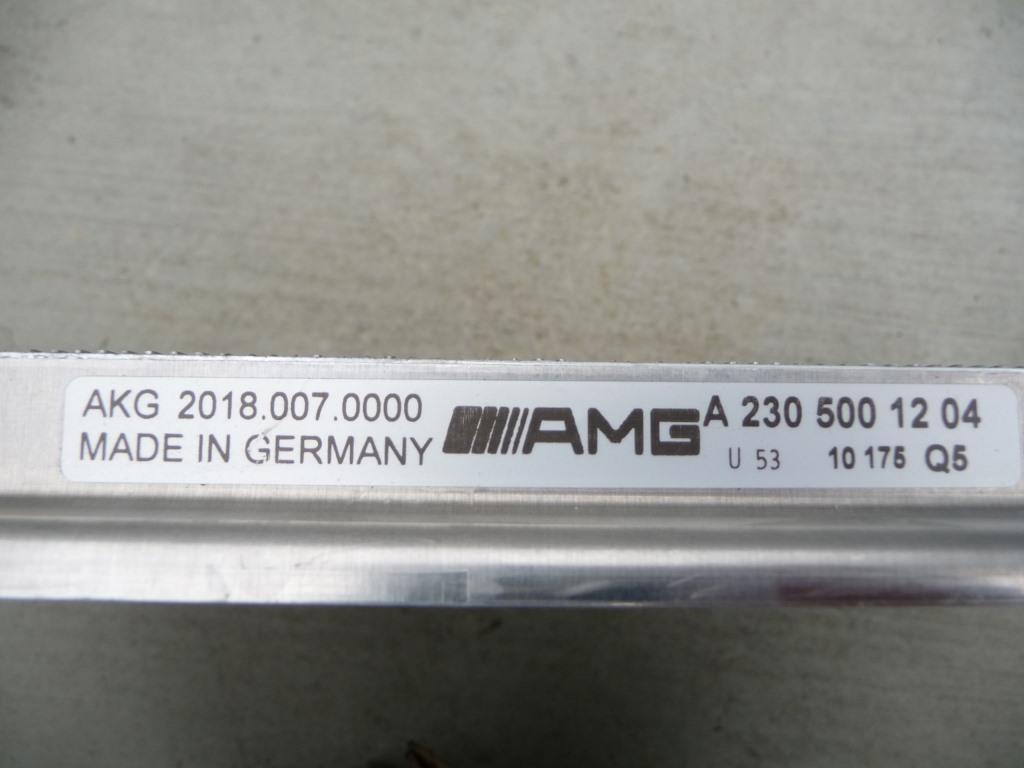 AKG 2018.007.0000
MADE IN GERMANY
AMG
A 230 500 12 04
U 53 10 175 Q5